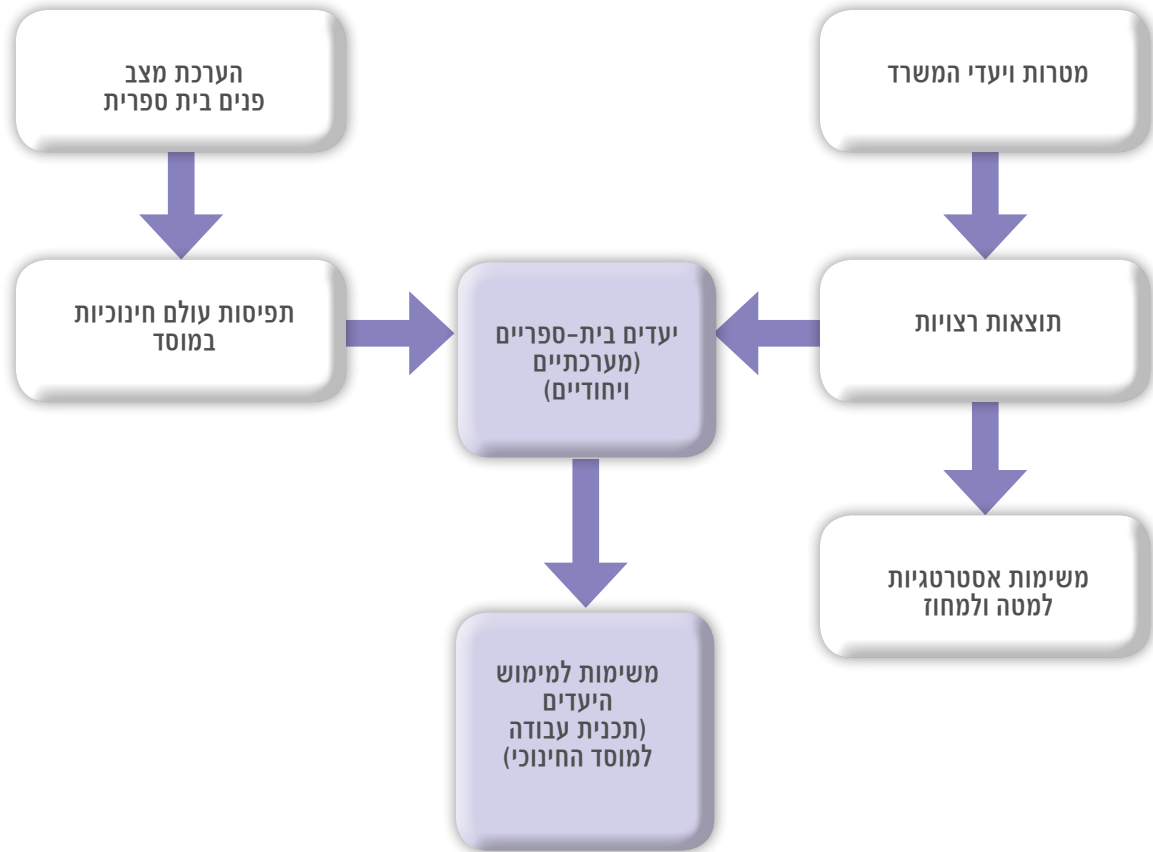 מטרות ויעדי המשרד
הערכת מצב
פנים בית ספרית
תוצאות רצויות
יעדים בית-ספריים
(מערכתיים
ויחודיים)
תפיסות עולם חינוכיות
במוסד
משימות אסטרטגיות
למטה ולמחוז
משימות למימוש
היעדים
(תכנית עבודה
למוסד החינוכי)